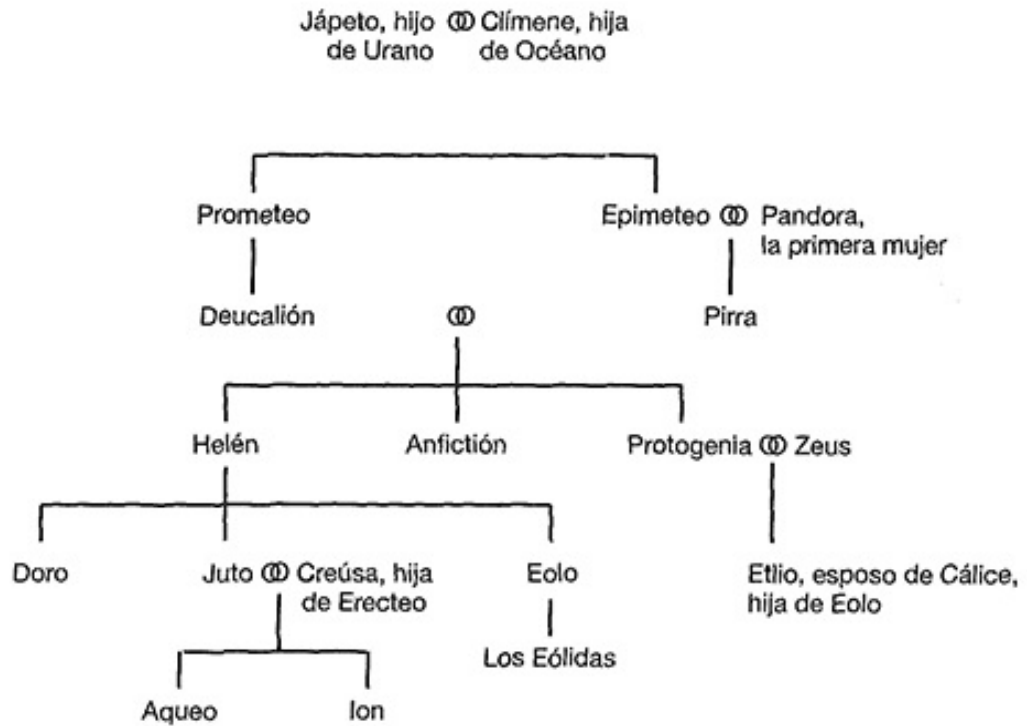 Jápeto, hijo ⚭ Clímene, hija
de Urano de Océano
Prometeo Epimeteo ⚭ Pandora,
la primera mujer
Deucalión ⚭ Pirra
Helén Anfictión Protogenia ⚭ Zeus
Doro Juto ⚭ Creúsa, hija Eolo Etlio, esposo de Cálice,
de Erecteo hija de Eolo
Los Eólidas
Aqueo Ion